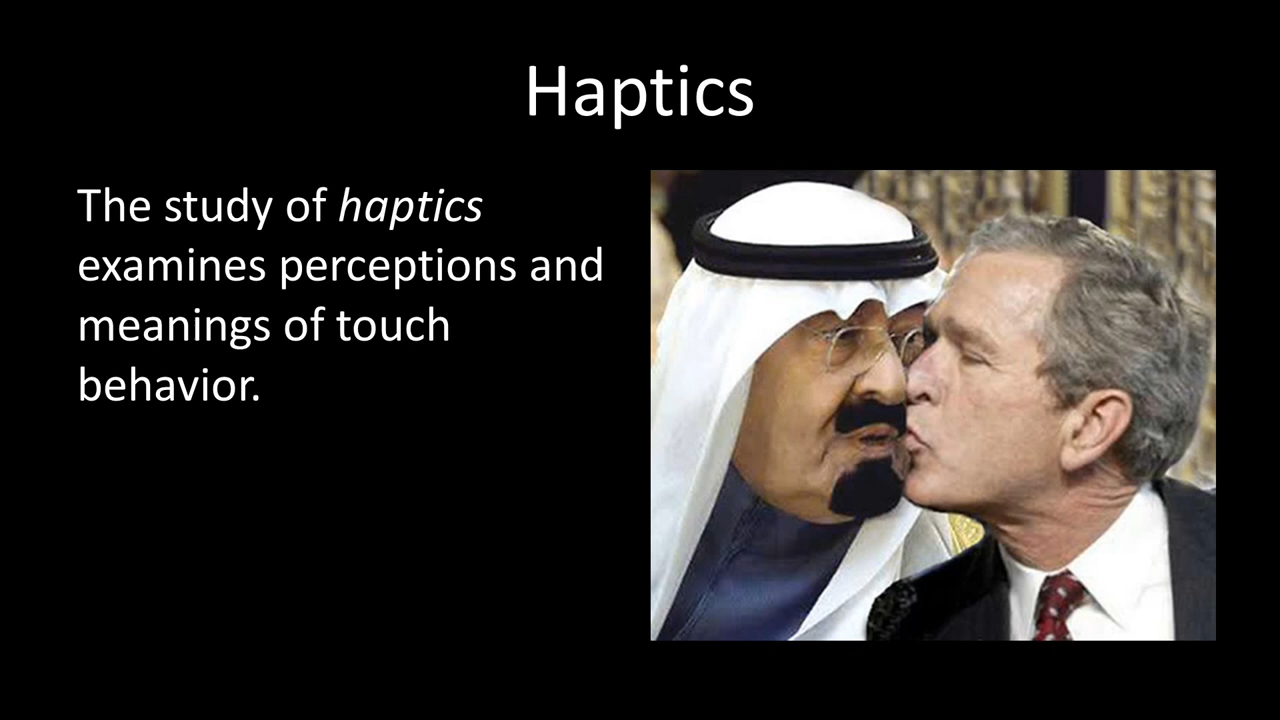 Haptics
The study of haptics
examines perceptions and
meanings of touch
behavior.